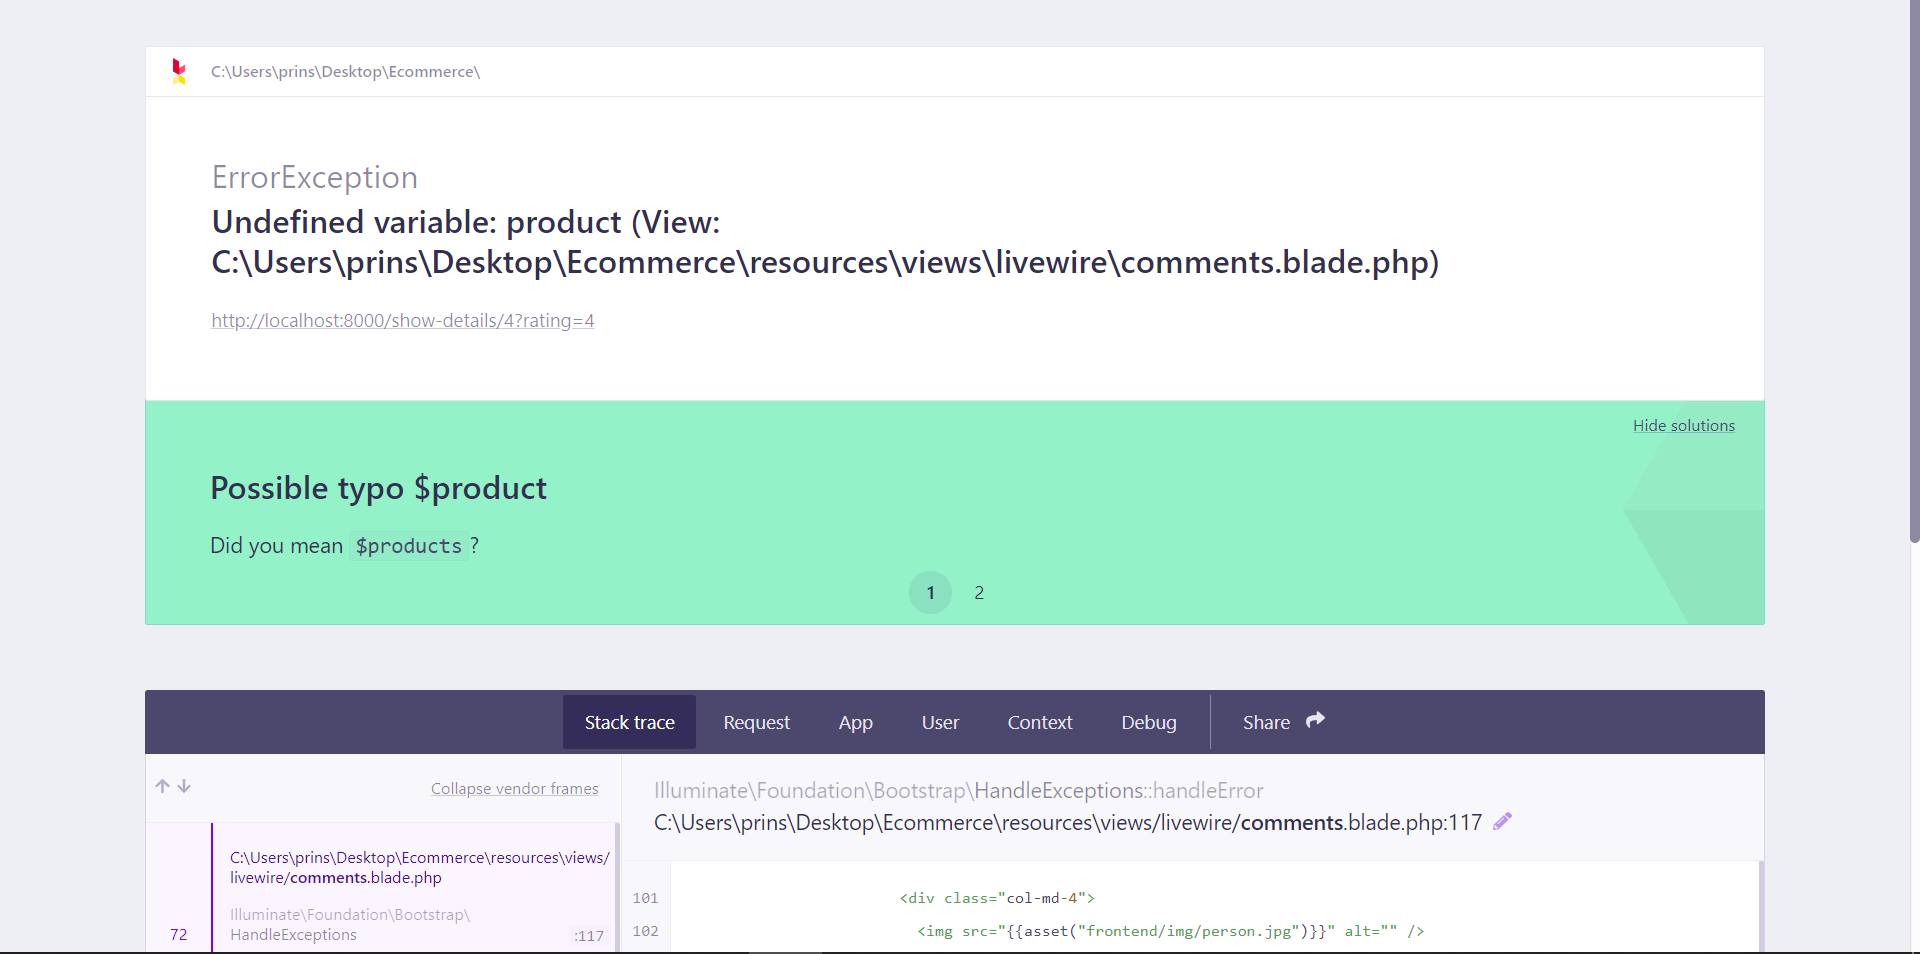 C:\Users\prins\Desktop\Ecommerce\
ErrorException
Undefined variable: product (View:
C:\Users\prins\Desktop\Ecommerce\resources\views\livewire\comments.blade.php)
http://localhost:8000/show-details/4?rating=4
Hide solutions
Possible typo $product
Did you mean $products ?
1 2
Stack trace Request App User Context Debug Share
Collapse vendor frames
C:\Users\prins\Desktop\Ecommerce\resources\views/
livewire/comments.blade.php
Illuminate\Foundation\Bootstrap\
72 HandleExceptions :117
Illuminate\Foundation\Bootstrap\HandleExceptions::handleError
C:\Users\prins\Desktop\Ecommerce\resources\views/livewire/comments.blade.php:117
101 <div class="col-md-4">
102 <img src="{{asset("frontend/img/person.jpg")}}" alt="" />